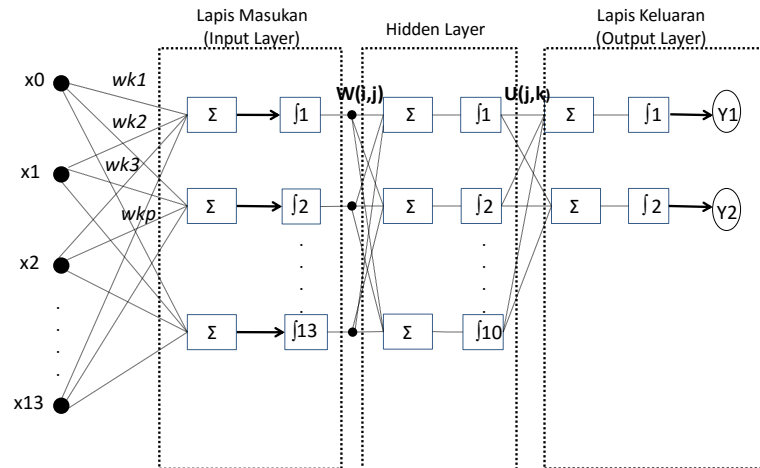 Lapis Masukan
(Input Layer)
Hidden Layer
Lapis Keluaran
(Output Layer)
x0
wk1
wk2
x1
wk3
wkp
x2
.
.
.
.
x13
Σ
∫1
W(i,j)
Σ
∫1
U(j,k)
Σ
∫1
Y1
Σ
∫2
Σ
∫2
Σ
∫2
Y2
.
.
.
.
.
.
.
.
Σ
∫13
Σ
∫10